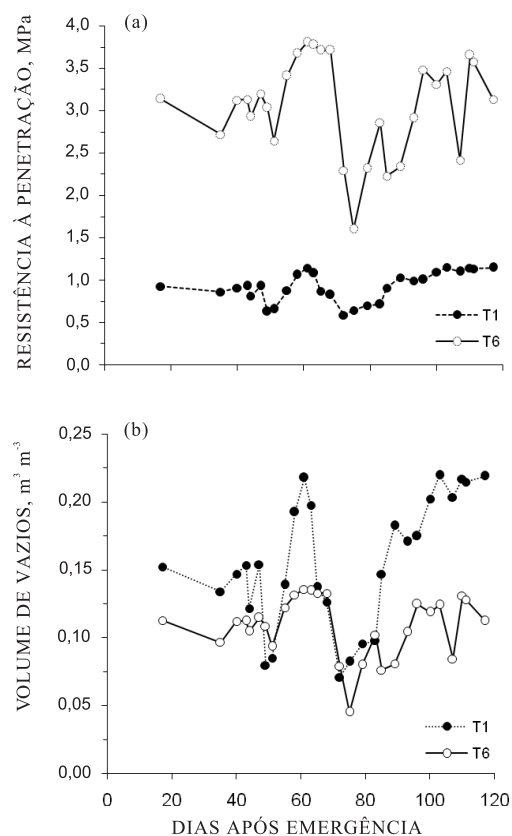 (a)
RESISTÊNCIA À PENETRAÇÃO, MPa
4,0
3,5
3,0
2,5
2,0
1,5
1,0
0,5
0,0
T1
T6
(b)
VOLUME DE VAZIOS, m³ m⁻³
0,25
0,20
0,15
0,10
0,05
0,00
T1
T6
0 20 40 60 80 100 120
DIAS APÓS EMERGÊNCIA